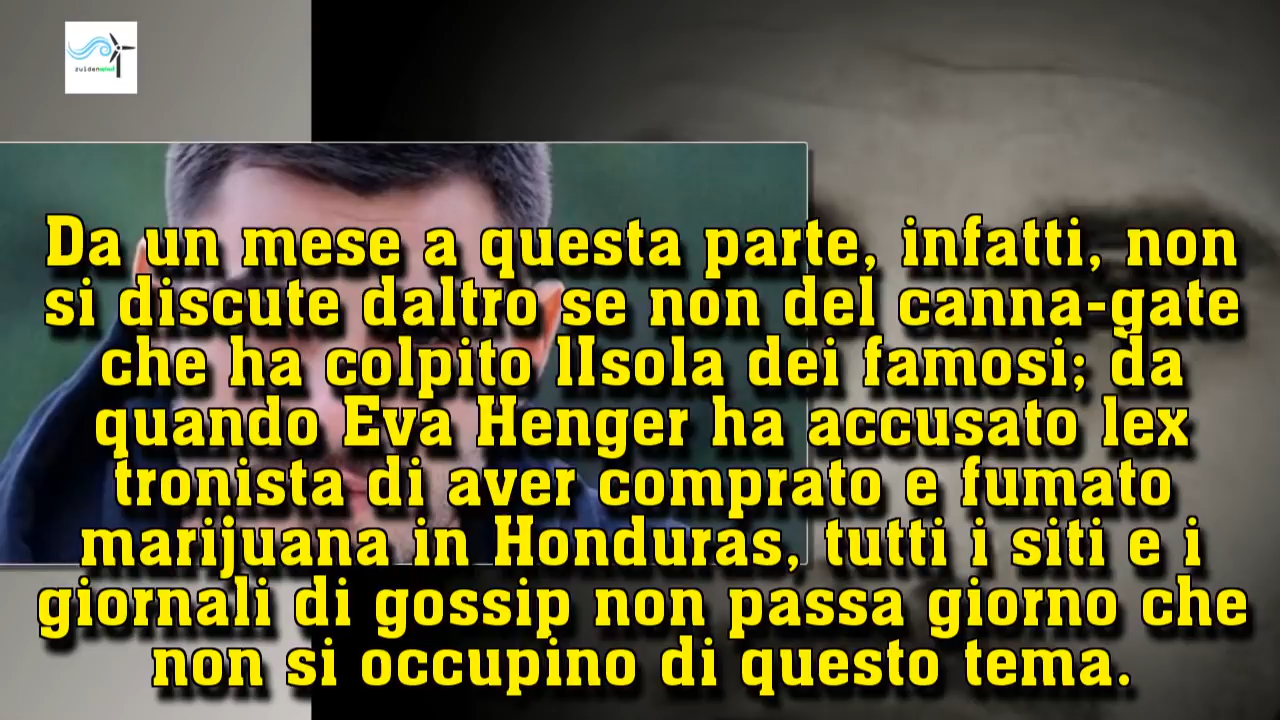 zuidenwind
Da un mese a questa parte, infatti, non
si discute daltro se non del canna-gate
che ha colpito lIsola dei famosi; da
quando Eva Henger ha accusato lex
tronista di aver comprato e fumato
marijuana in Honduras, tutti i siti e i
giornali di gossip non passa giorno che
non si occupino di questo tema.